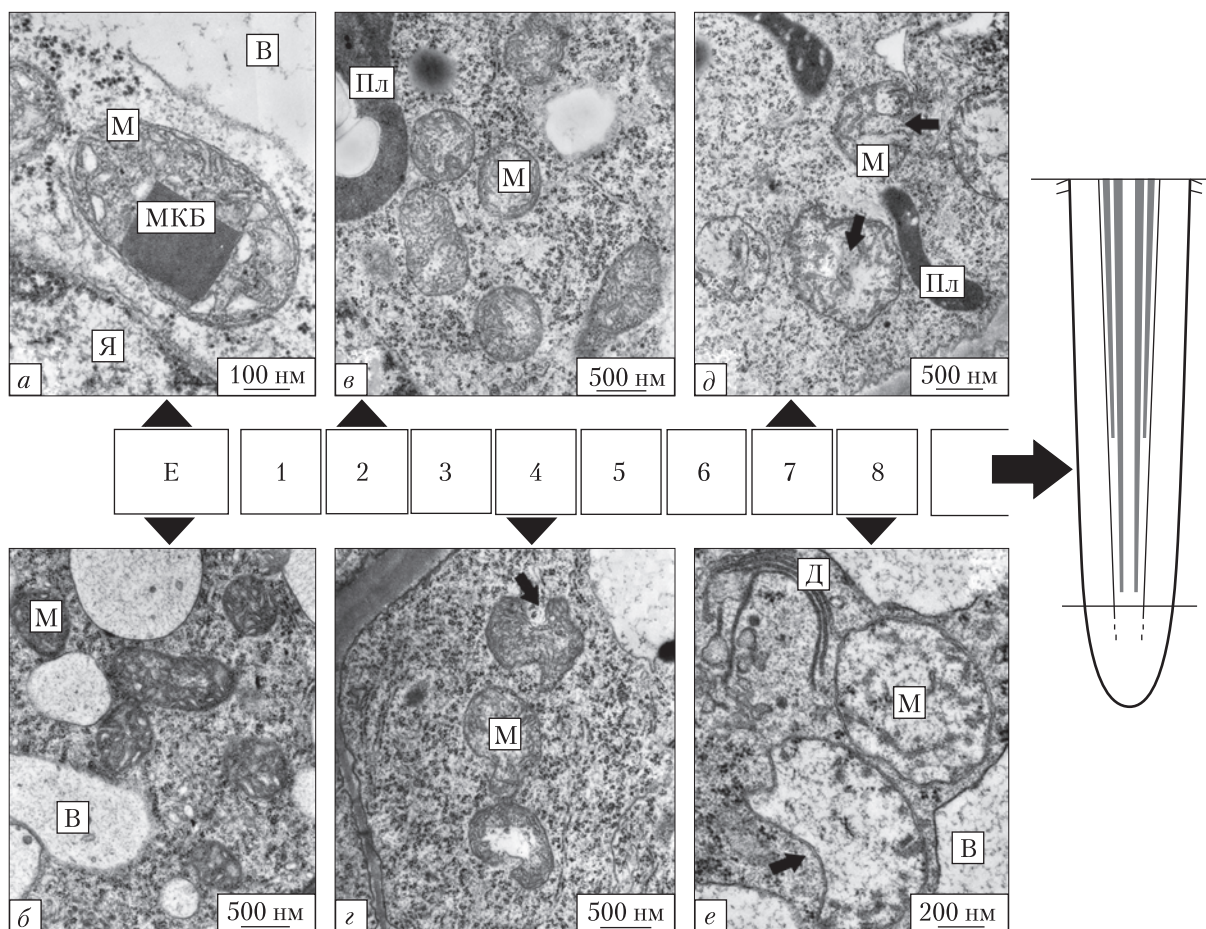 В
М
МКБ
Я
а
100 нм
Пл
М
в
500 нм
М
Пл
д
500 нм
Е 1 2 3 4 5 6 7 8
М
В
б
500 нм
М
г
500 нм
Д
М
В
е
200 нм